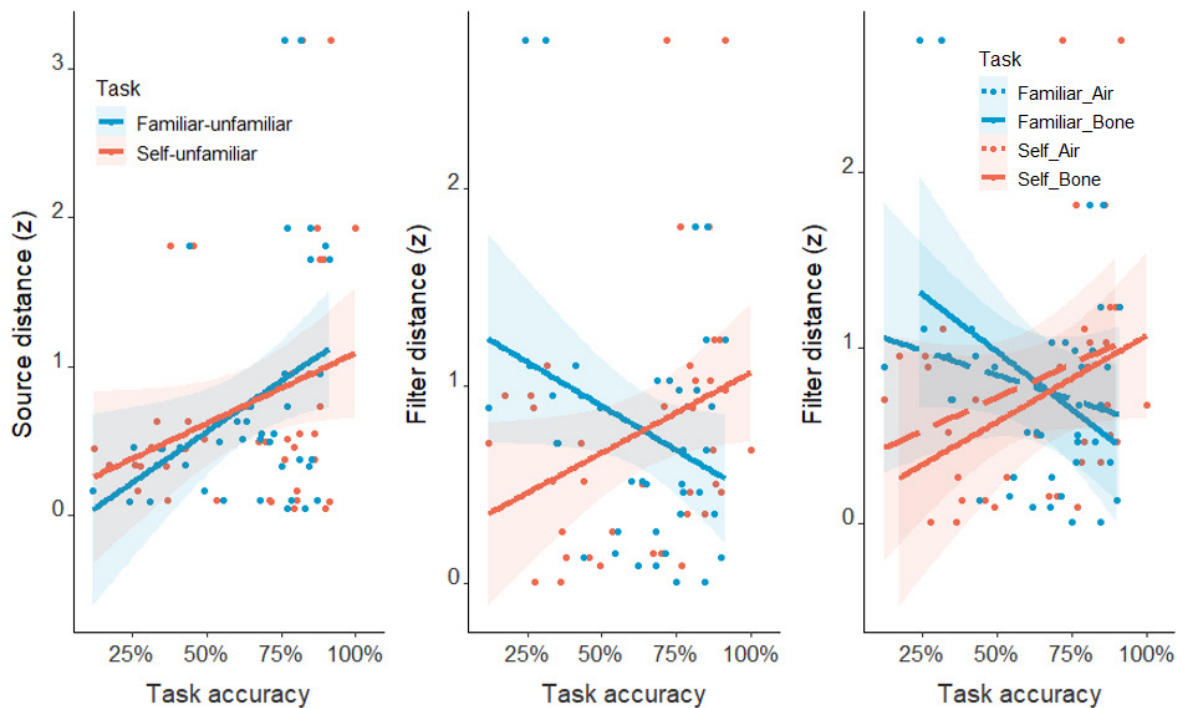 Source distance (z)
3
2
1
0
Task
Familiar-unfamiliar
Self-unfamiliar
25%
50%
75%
100%
Task accuracy
Filter distance (z)
2
1
0
25%
50%
75%
100%
Task accuracy
Filter distance (z)
2
1
0
Task
Familiar_Air
Familiar_Bone
Self_Air
Self_Bone
25%
50%
75%
100%
Task accuracy